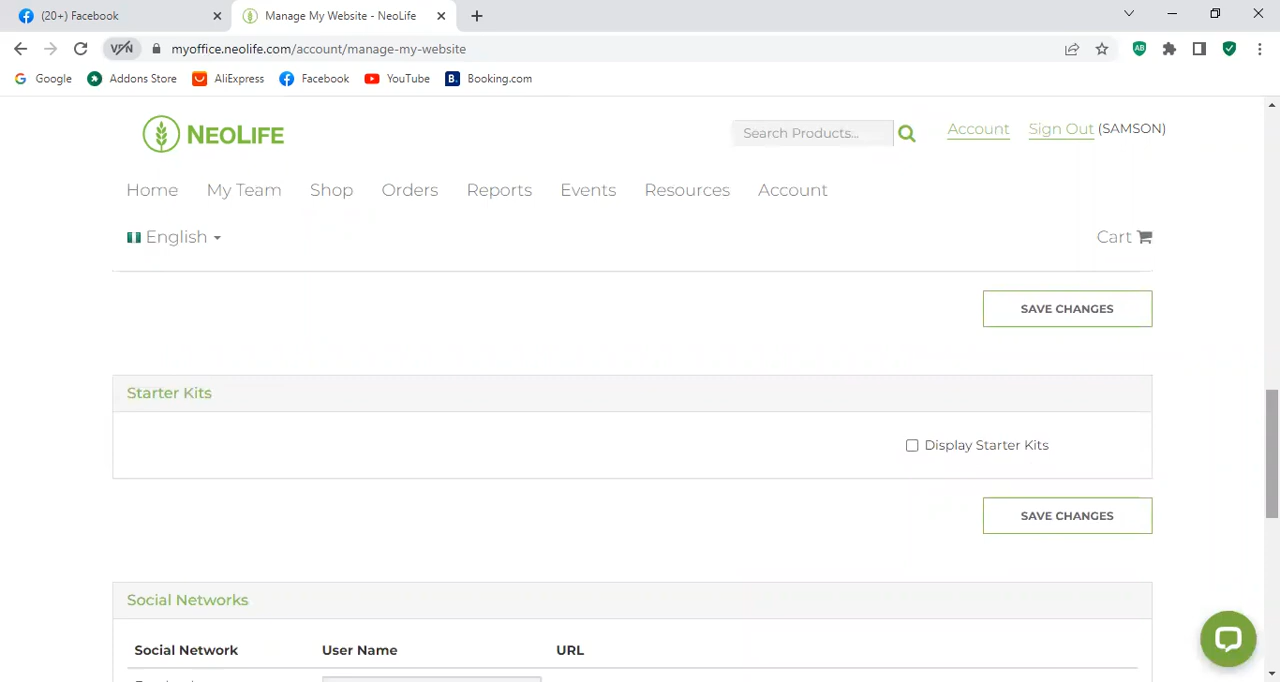 (20+) Facebook
Manage My Website - NeoLife
VPN
myoffice.neolife.com/account/manage-my-website
Google
Addons Store
AliExpress
Facebook
YouTube
B.
Booking.com
NEOLIFE
Search Products...
Account
Sign Out (SAMSON)
Home
My Team
Shop
Orders
Reports
Events
Resources
Account
English
Cart
SAVE CHANGES
Starter Kits
Display Starter Kits
SAVE CHANGES
Social Networks
Social Network
User Name
URL